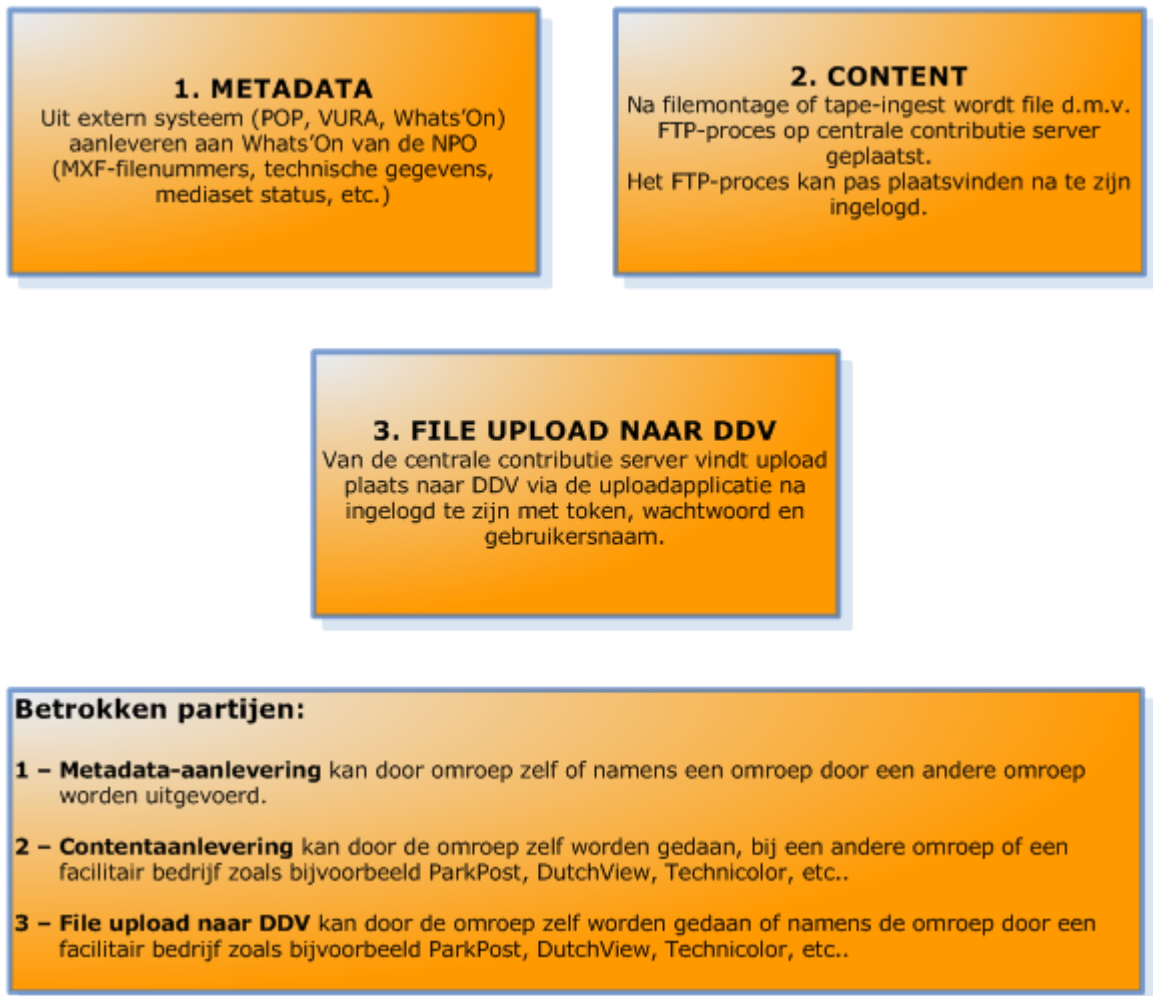 1. METADATA
Uit extern systeem (POP, VURA, Whats’On)
aanleveren aan Whats’On van de NPO
(MXF-filenummers, technische gegevens,
mediaset status, etc.)
2. CONTENT
Na filemontage of tape-ingest wordt file d.m.v.
FTP-proces op centrale contributie server
geplaatst.
Het FTP-proces kan pas plaatsvinden na te zijn
ingelogd.
3. FILE UPLOAD NAAR DDV
Van de centrale contributie server vindt upload
plaats naar DDV via de uploadapplicatie na
ingelogd te zijn met token, wachtwoord en
gebruikersnaam.
Betrokken partijen:
1 – Metadata-aanlevering kan door omroep zelf of namens een omroep door een andere omroep
worden uitgevoerd.
2 – Contentaanlevering kan door de omroep zelf worden gedaan, bij een andere omroep of een
facilitair bedrijf zoals bijvoorbeeld ParkPost, DutchView, Technicolor, etc..
3 – File upload naar DDV kan door de omroep zelf worden gedaan of namens de omroep door een
facilitair bedrijf zoals bijvoorbeeld ParkPost, DutchView, Technicolor, etc..